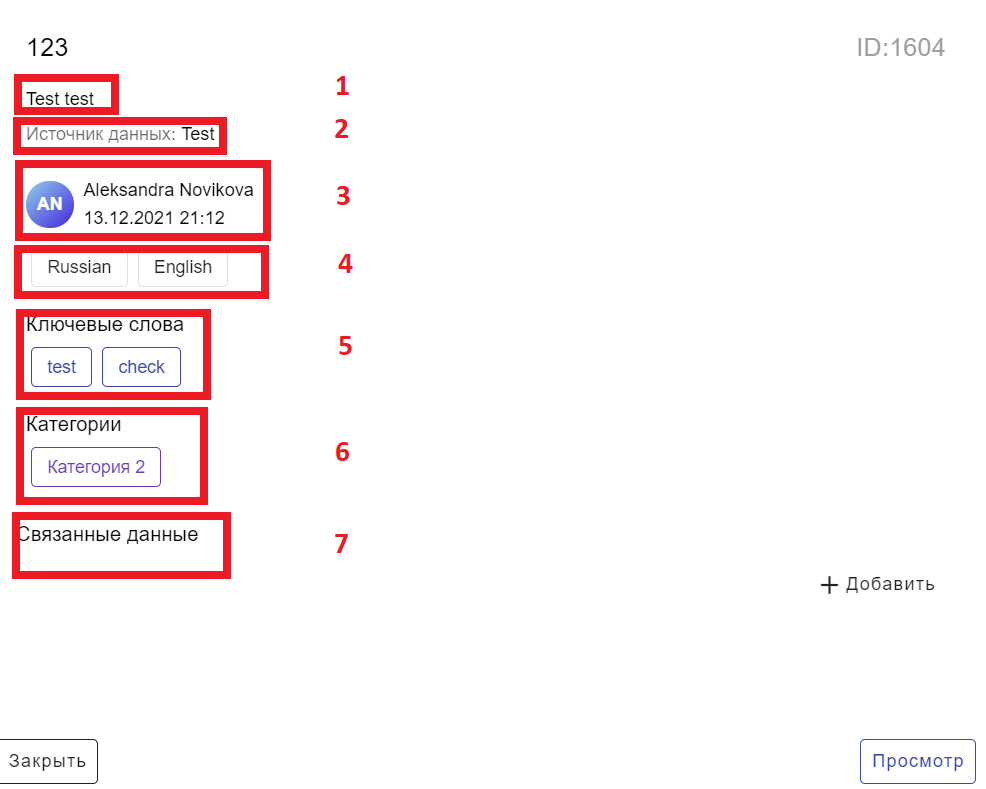 123 ID:1604
Test test 1
Источник данных: Test 2
AN Aleksandra Novikova 3
13.12.2021 21:12
Russian English 4
Ключевые слова
5
test check
Категории
6
Категория 2
Связанные данные 7
+ Добавить
Закрыть Просмотр